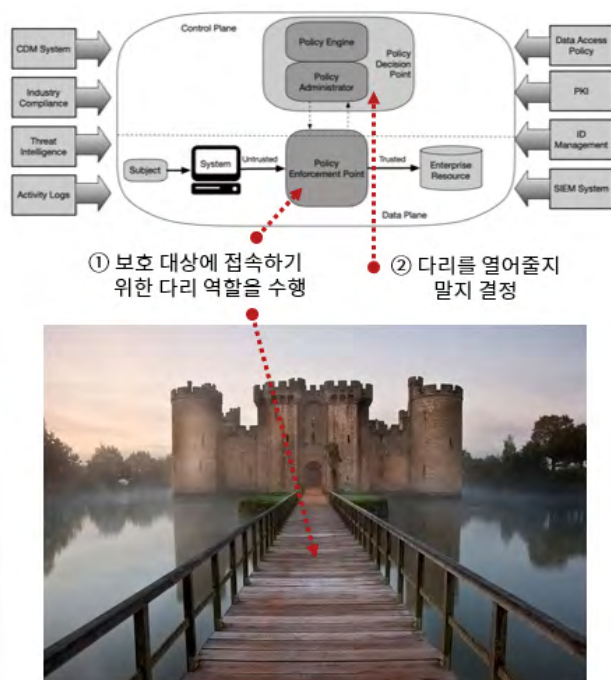 Control Plane
CDM System
Industry
Compliance
Threat
Intelligence
Activity Logs
Policy Engine
Policy
Administrator
Policy
Decision
Point
Data Access
Policy
PKI
ID
Management
SIEM System
Subject
System
Untrusted
Policy
Enforcement Point
Trusted
Enterprise
Resource
Data Plane
① 보호 대상에 접속하기
위한 다리 역할을 수행
② 다리를 열어줄지
말지 결정